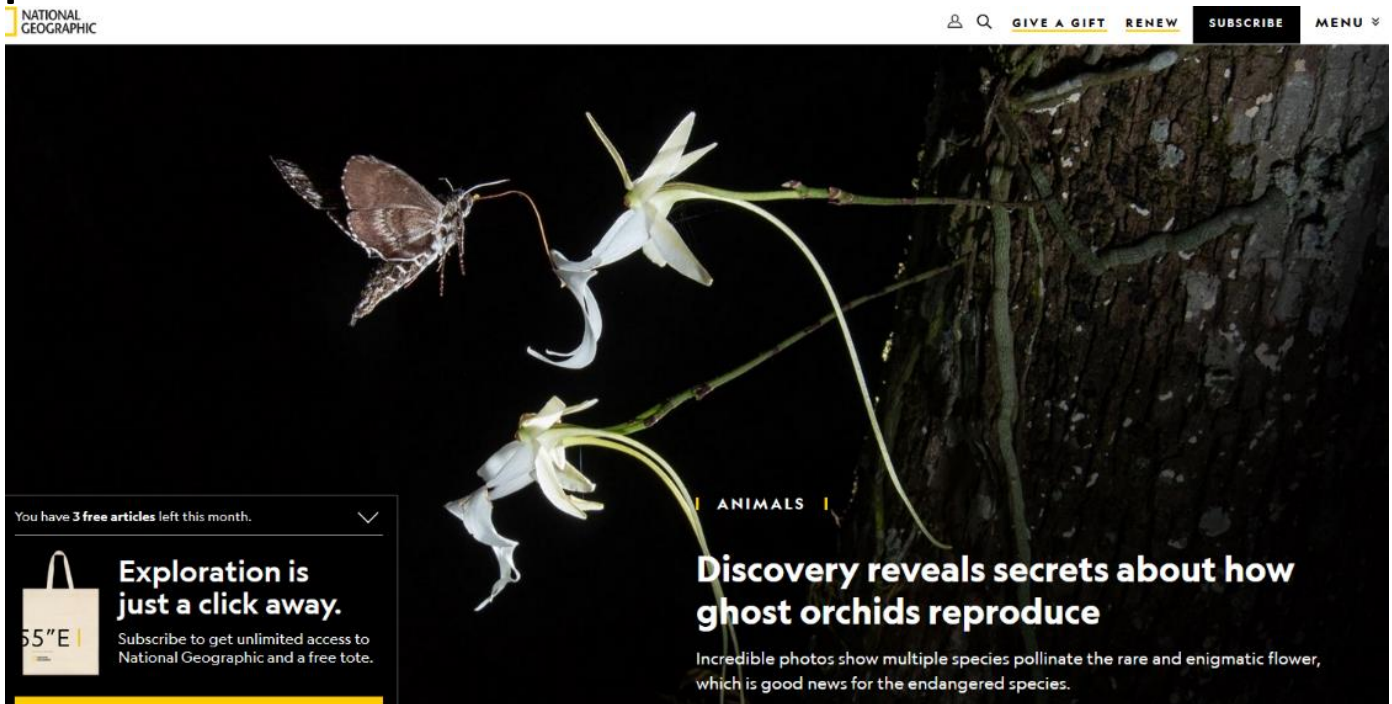 NATIONAL
GEOGRAPHIC
GIVE A GIFT
RENEW
SUBSCRIBE
MENU
You have 3 free articles left this month.
Exploration is
just a click away.
Subscribe to get unlimited access to
National Geographic and a free tote.
55"E
ANIMALS
Discovery reveals secrets about how
ghost orchids reproduce
Incredible photos show multiple species pollinate the rare and enigmatic flower,
which is good news for the endangered species.